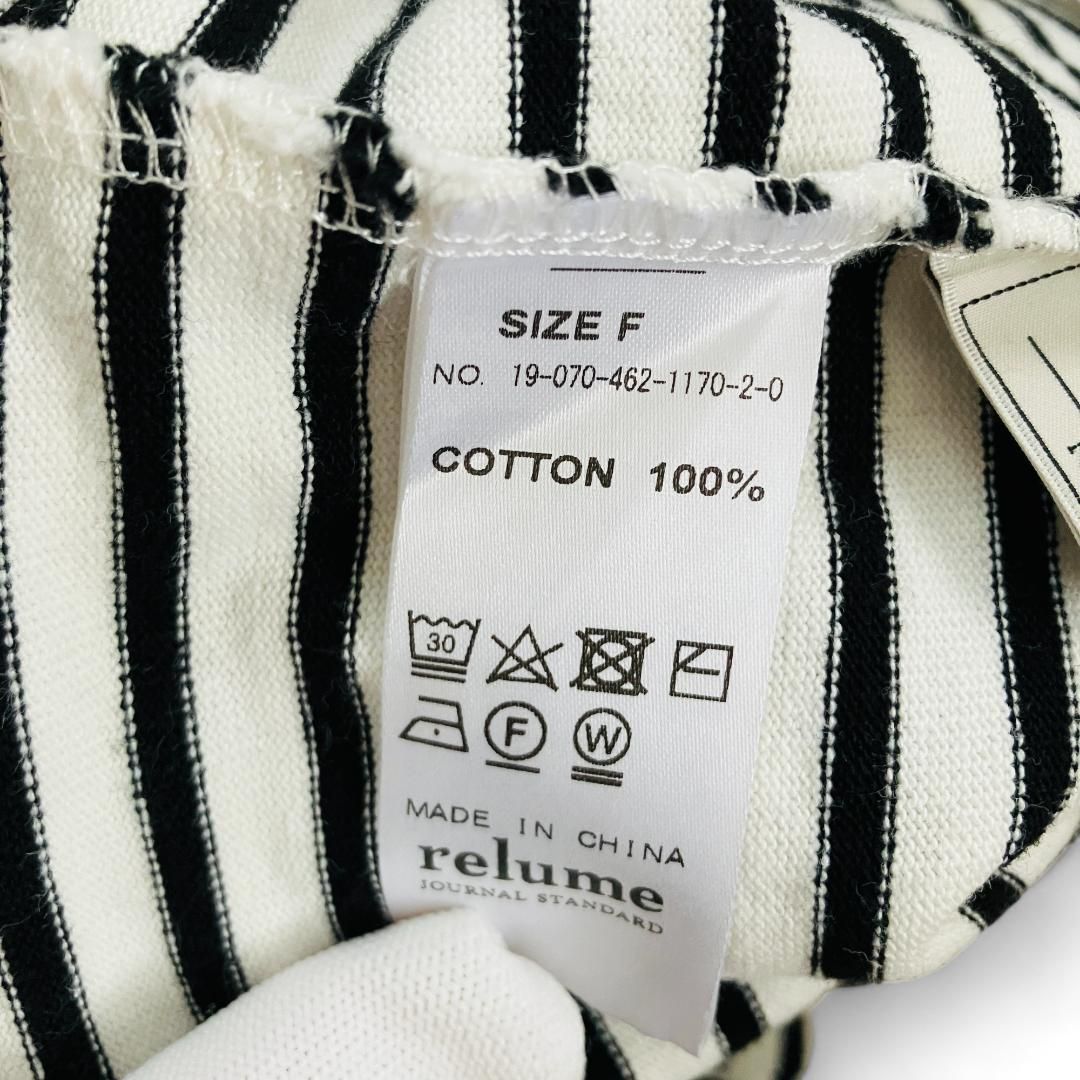 SIZE F
NO. 19-070-462-1170-2-0
COTTON 100%
30
F W
MADE IN CHINA
relume
JOURNAL STANDARD